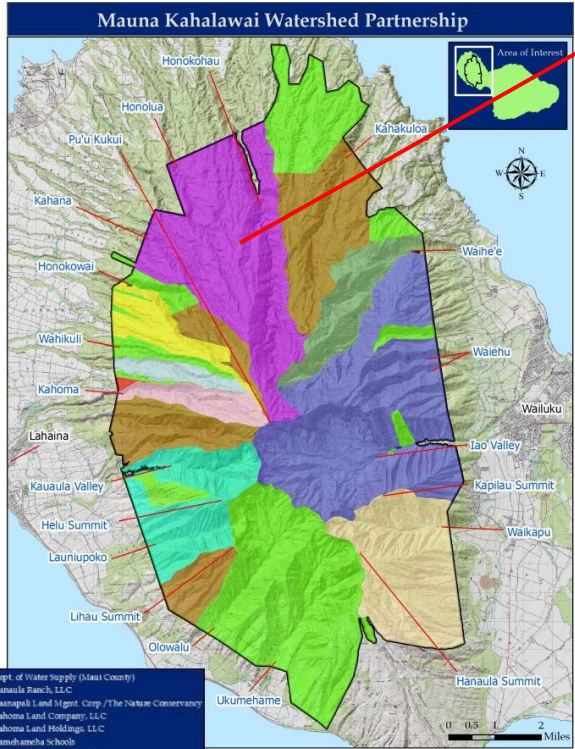 Mauna Kahalawai Watershed Partnership
Area of Interest
Honokohau
Honolua
Pu'u Kukui
Kahakuloa
N
W E
S
Kahana
Honokowai
Waihe'e
Wahikuli
Waiehu
Kahoma
Wailuku
Lahaina
Iao Valley
Kauaula Valley
Kapilau Summit
Helu Summit
Waikapu
Launiupoko
Lihau Summit
Olowalu
Hanaula Summit
Ukumehame
ept. of Water Supply (Maui County)
anaula Ranch, LLC
aanapali Land Mgmt. Corp./The Nature Conservancy
ahoma Land Company, LLC
ahoma Land Holdings, LLC
amehameha Schools
0 0.5 1 2
Miles